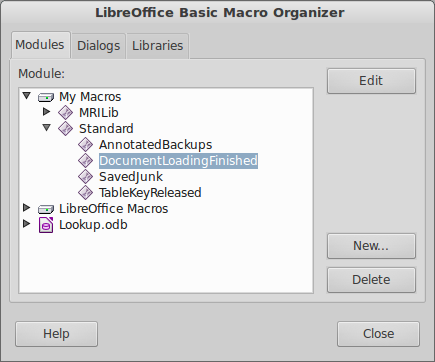 LibreOffice Basic Macro Organizer
Modules Dialogs Libraries
Module:
Edit
My Macros
MRILib
Standard
AnnotatedBackups
DocumentLoadingFinished
SavedJunk
TableKeyReleased
LibreOffice Macros
Lookup.odb
New...
Delete
Help Close